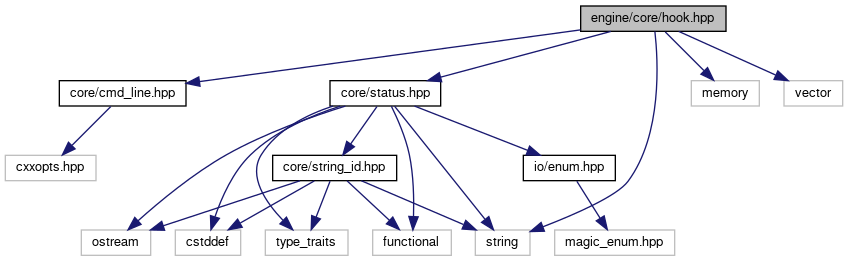 engine/core/hook.hpp
core/cmd_line.hpp
core/status.hpp
memory
vector
cxxopts.hpp
core/string_id.hpp
io/enum.hpp
ostream
cstddef
type_traits
functional
string
magic_enum.hpp